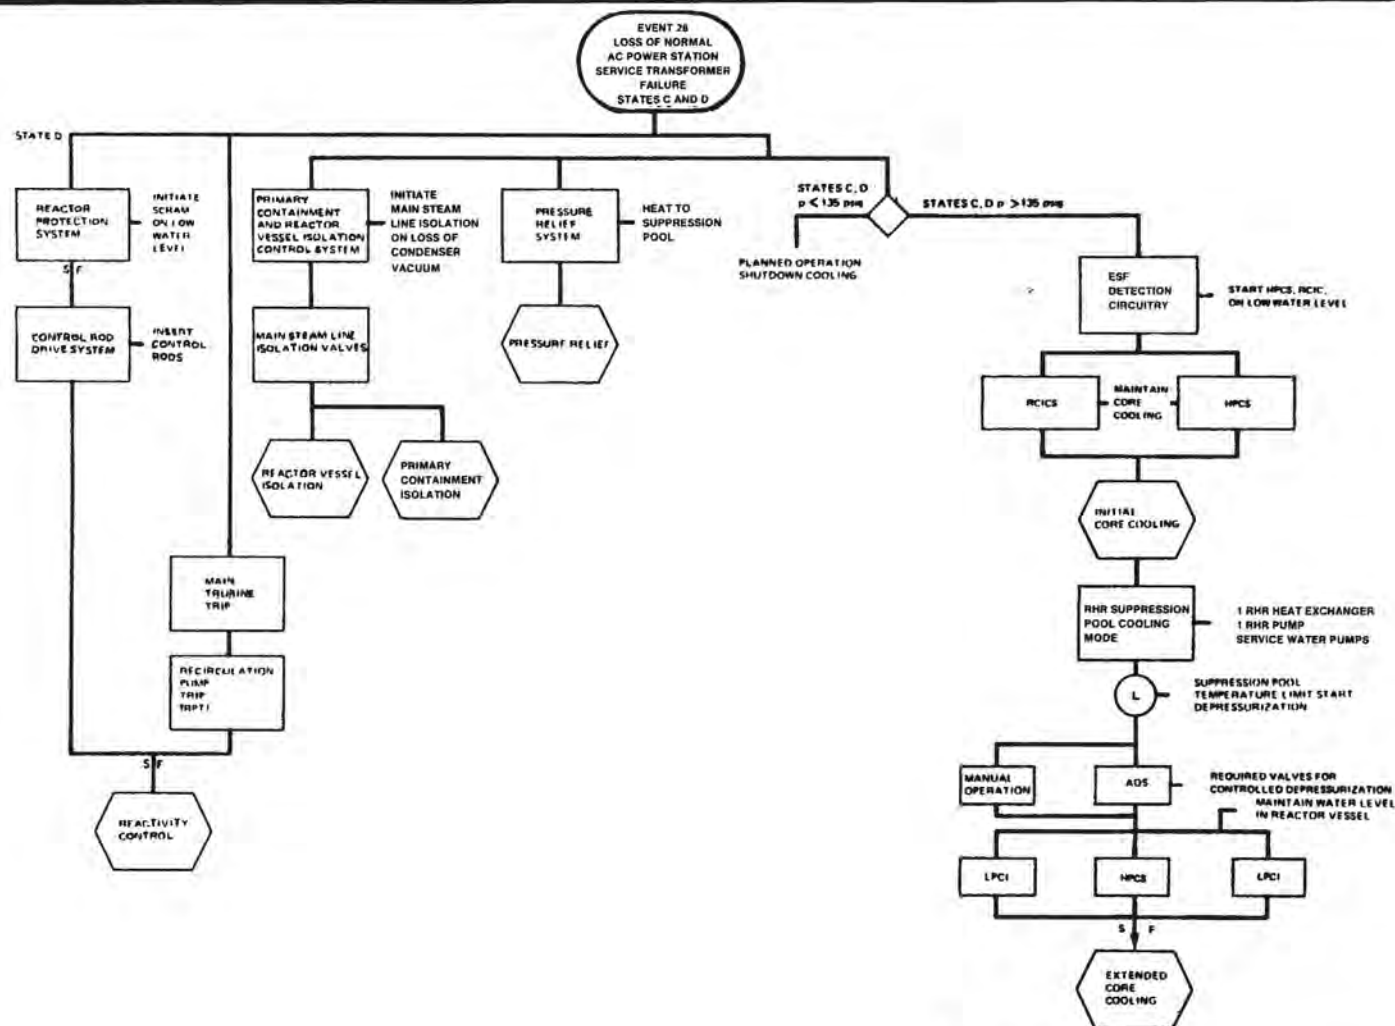 EVENT 26
LOSS OF NORMAL
AC POWER STATION
SERVICE TRANSFORMER
FAILURE
STATES C AND D
STATE D
REACTOR
PROTECTION
SYSTEM
INITIATE
SCRAM
ON LOW
WATER
LEVEL
S F
CONTROL ROD
DRIVE SYSTEM
INSERT
CONTROL
RODS
PRIMARY
CONTAINMENT
AND REACTOR
VESSEL ISOLATION
CONTROL SYSTEM
INITIATE
MAIN STEAM
LINE ISOLATION
ON LOSS OF
CONDENSER
VACUUM
MAIN STEAM LINE
ISOLATION VALVES
REACTOR VESSEL
ISOLATION
PRIMARY
CONTAINMENT
ISOLATION
PRESSURE
RELIEF
SYSTEM
HEAT TO
SUPPRESSION
POOL
PRESSURE RELIEF
STATES C, D
p < 135 psig
STATES C, D p > 135 psig
PLANNED OPERATION
SHUTDOWN COOLING
ESF
DETECTION
CIRCUITRY
START HPCS, RCIC,
ON LOW WATER LEVEL
RCICS
MAINTAIN
CORE
COOLING
HPCS
INITIAL
CORE COOLING
RHR SUPPRESSION
POOL COOLING
MODE
1 RHR HEAT EXCHANGER
1 RHR PUMP
SERVICE WATER PUMPS
L
SUPPRESSION POOL
TEMPERATURE LIMIT START
DEPRESSURIZATION
MANUAL
OPERATION
ADS
REQUIRED VALVES FOR
CONTROLLED DEPRESSURIZATION
MAINTAIN WATER LEVEL
IN REACTOR VESSEL
LPCI
HPCS
LPCI
S F
EXTENDED
CORE
COOLING
MAIN
TRIP
RECIRCULATION
PUMP
TRIP
S F
REACTIVITY
CONTROL